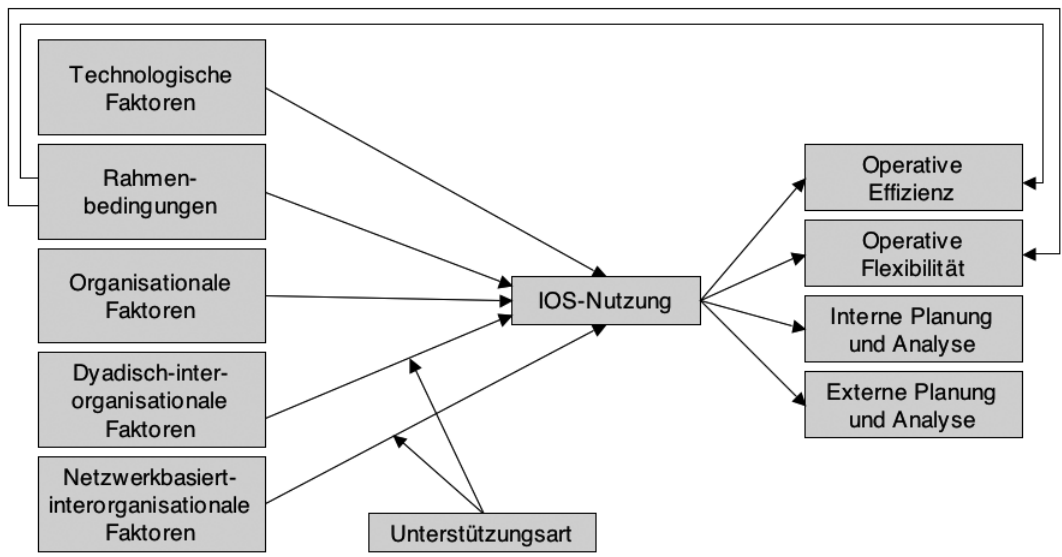 Technologische
Faktoren
Rahmen-
bedingungen
Organisationale
Faktoren
Dyadisch-inter-
organisationale
Faktoren
Netzwerkbasiert-
interorganisationale
Faktoren
Unterstützungsart
IOS-Nutzung
Operative
Effizienz
Operative
Flexibilität
Interne Planung
und Analyse
Externe Planung
und Analyse